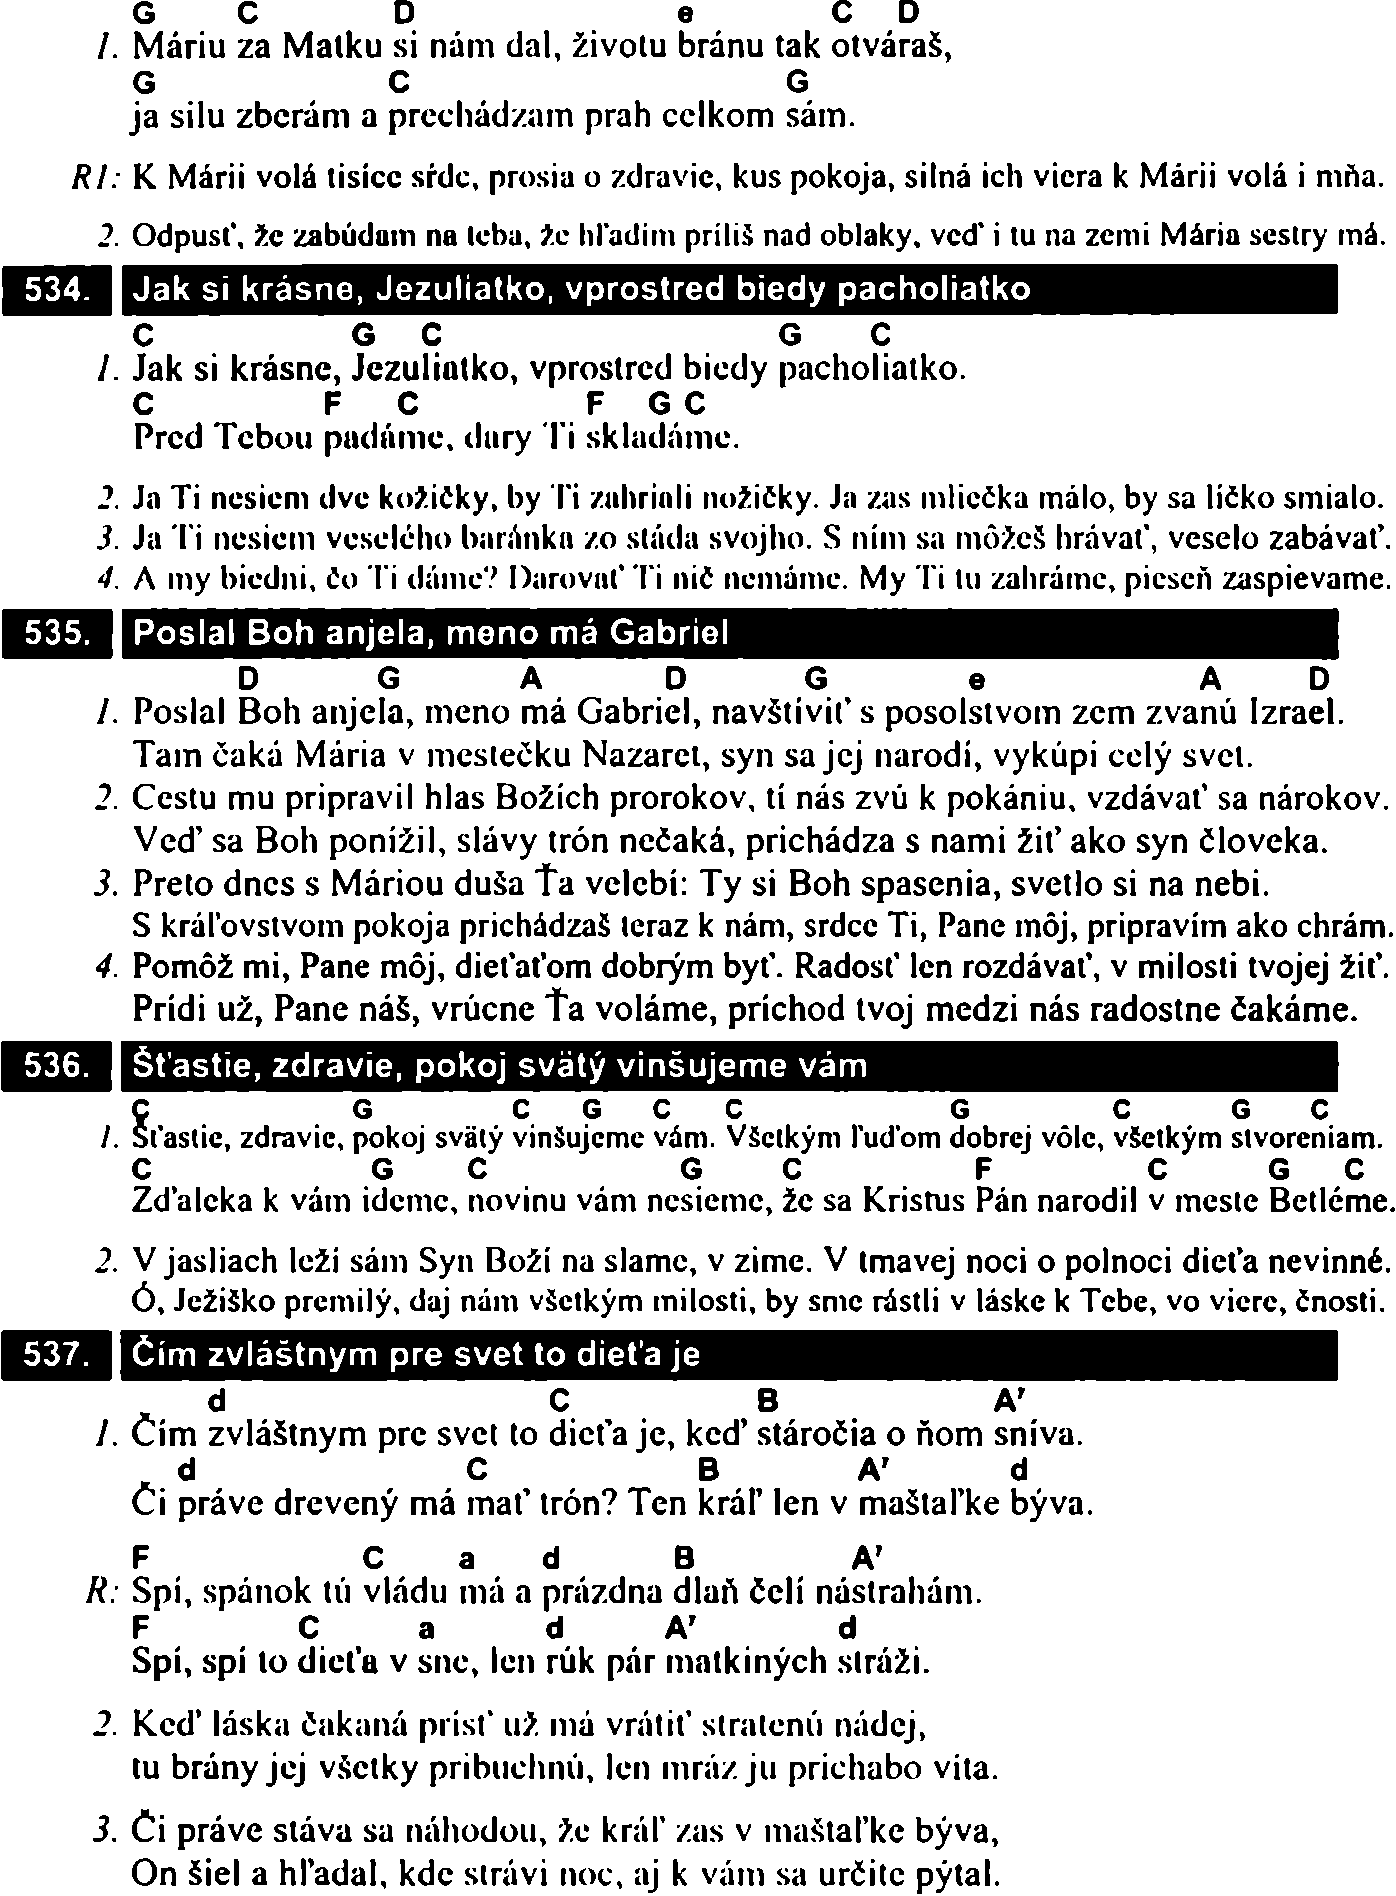 G C D e C D
1. Máriu za Matku si nám dal, životu bránu tak otváraš,
G C G
ja silu zberám a prechádzam prah celkom sám.
R1: K Márii volá tisíce sŕdc, prosia o zdravie, kus pokoja, silná ich viera k Márii volá i mňa.
2. Odpusť, že zabúdam na teba, že hľadim príliš nad oblaky, veď i tu na zemi Mária sestry má.
534. Jak si krásne, Jezuliatko, vprostred biedy pacholiatko
C G C G C
1. Jak si krásne, Jezuliatko, vprostred biedy pacholiatko.
C F C F G C
Pred Tebou padáme, dary Ti skladáme.
2. Ja Ti nesiem dve kožičky, by Ti zahriali nožičky. Ja zas mliečka málo, by sa líčko smialo.
3. Ja Ti nesiem veselého baránka zo stáda svojho. S ním sa môžeš hrávať, veselo zabávať.
4. A my biedni, čo Ti dáme? Darovať Ti nič nemáme. My Ti tu zahráme, pieseň zaspievame.
535. Poslal Boh anjela, meno má Gabriel
D G A D G e A D
1. Poslal Boh anjela, meno má Gabriel, navštíviť s posolstvom zem zvanú Izrael.
Tam čaká Mária v mestečku Nazaret, syn sa jej narodí, vykúpi celý svet.
2. Cestu mu pripravil hlas Božích prorokov, tí nás zvú k pokániu, vzdávať sa nárokov.
Veď sa Boh ponížil, slávy trón nečaká, prichádza s nami žiť ako syn človeka.
3. Preto dnes s Máriou duša Ťa velebí: Ty si Boh spasenia, svetlo si na nebi.
S kráľovstvom pokoja prichádzaš teraz k nám, srdce Ti, Pane môj, pripravím ako chrám.
4. Pomôž mi, Pane môj, dieťaťom dobrým byť. Radosť len rozdávať, v milosti tvojej žiť.
Prídi už, Pane náš, vrúcne Ťa voláme, príchod tvoj medzi nás radostne čakáme.
536. Šťastie, zdravie, pokoj svätý vinšujeme vám
C G C G C C G C G C
1. Šťastie, zdravie, pokoj svätý vinšujeme vám. Všetkým ľuďom dobrej vôle, všetkým stvoreniam.
C G C G C F C G C
Zďaleka k vám ideme, novinu vám nesieme, že sa Kristus Pán narodil v meste Betléme.
2. V jasliach leží sám Syn Boží na slame, v zime. V tmavej noci o polnoci dieťa nevinné.
Ó, Ježiško premilý, daj nám všetkým milosti, by sme rástli v láske k Tebe, vo viere, čnosti.
537. Čím zvláštnym pre svet to dieťa je
d C B A7
1. Čím zvláštnym pre svet to dieťa je, keď stáročia o ňom sníva.
d C B A7 d
Či práve drevený má mať trón? Ten kráľ len v maštaľke býva.
F C a d B A7
R: Spí, spánok tú vládu má a prázdna dlaň čelí nástrahám.
F C a d A7 d
Spí, spí to dieťa v sne, len rúk pár matkiných stráži.
2. Keď láska čakaná prísť už má vrátiť stratenú nádej,
tu brány jej všetky pribuchnú, len mráz ju prichabo víta.
3. Či práve stáva sa náhodou, že kráľ zas v maštaľke býva,
On šiel a hľadal, kde strávi noc, aj k vám sa určite pýtal.